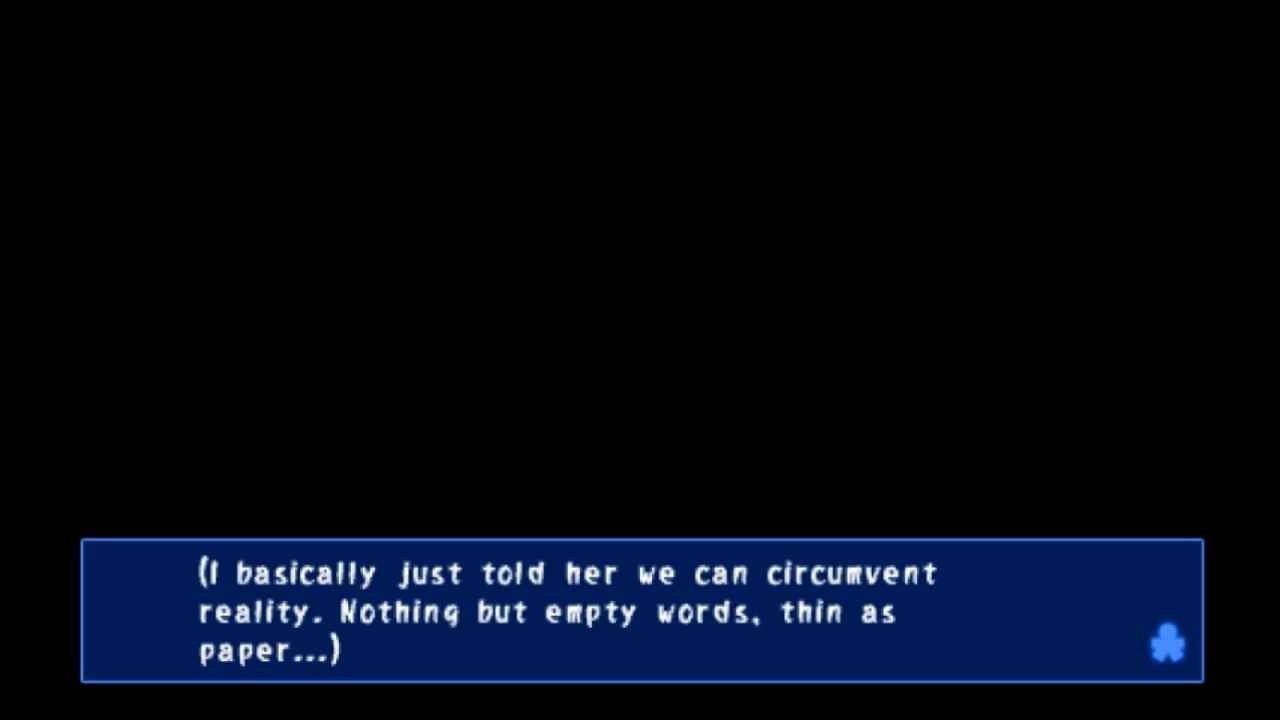 (I basically just told her we can circumvent
reality. Nothing but empty words, thin as
paper...)